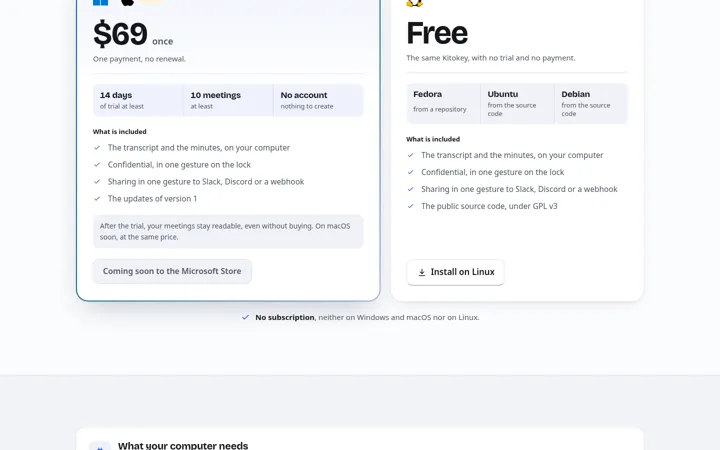 $69 once
One payment, no renewal.
14 days
of trial at least
10 meetings
at least
No account
nothing to create
What is included
The transcript and the minutes, on your computer
Confidential, in one gesture on the lock
Sharing in one gesture to Slack, Discord or a webhook
The updates of version 1
After the trial, your meetings stay readable, even without buying. On macOS
soon, at the same price.
Coming soon to the Microsoft Store
Free
The same Kitokey, with no trial and no payment.
Fedora
from a repository
Ubuntu
from the source
code
Debian
from the source
code
What is included
The transcript and the minutes, on your computer
Confidential, in one gesture on the lock
Sharing in one gesture to Slack, Discord or a webhook
The public source code, under GPL v3
Install on Linux
No subscription, neither on Windows and macOS nor on Linux.
What your computer needs